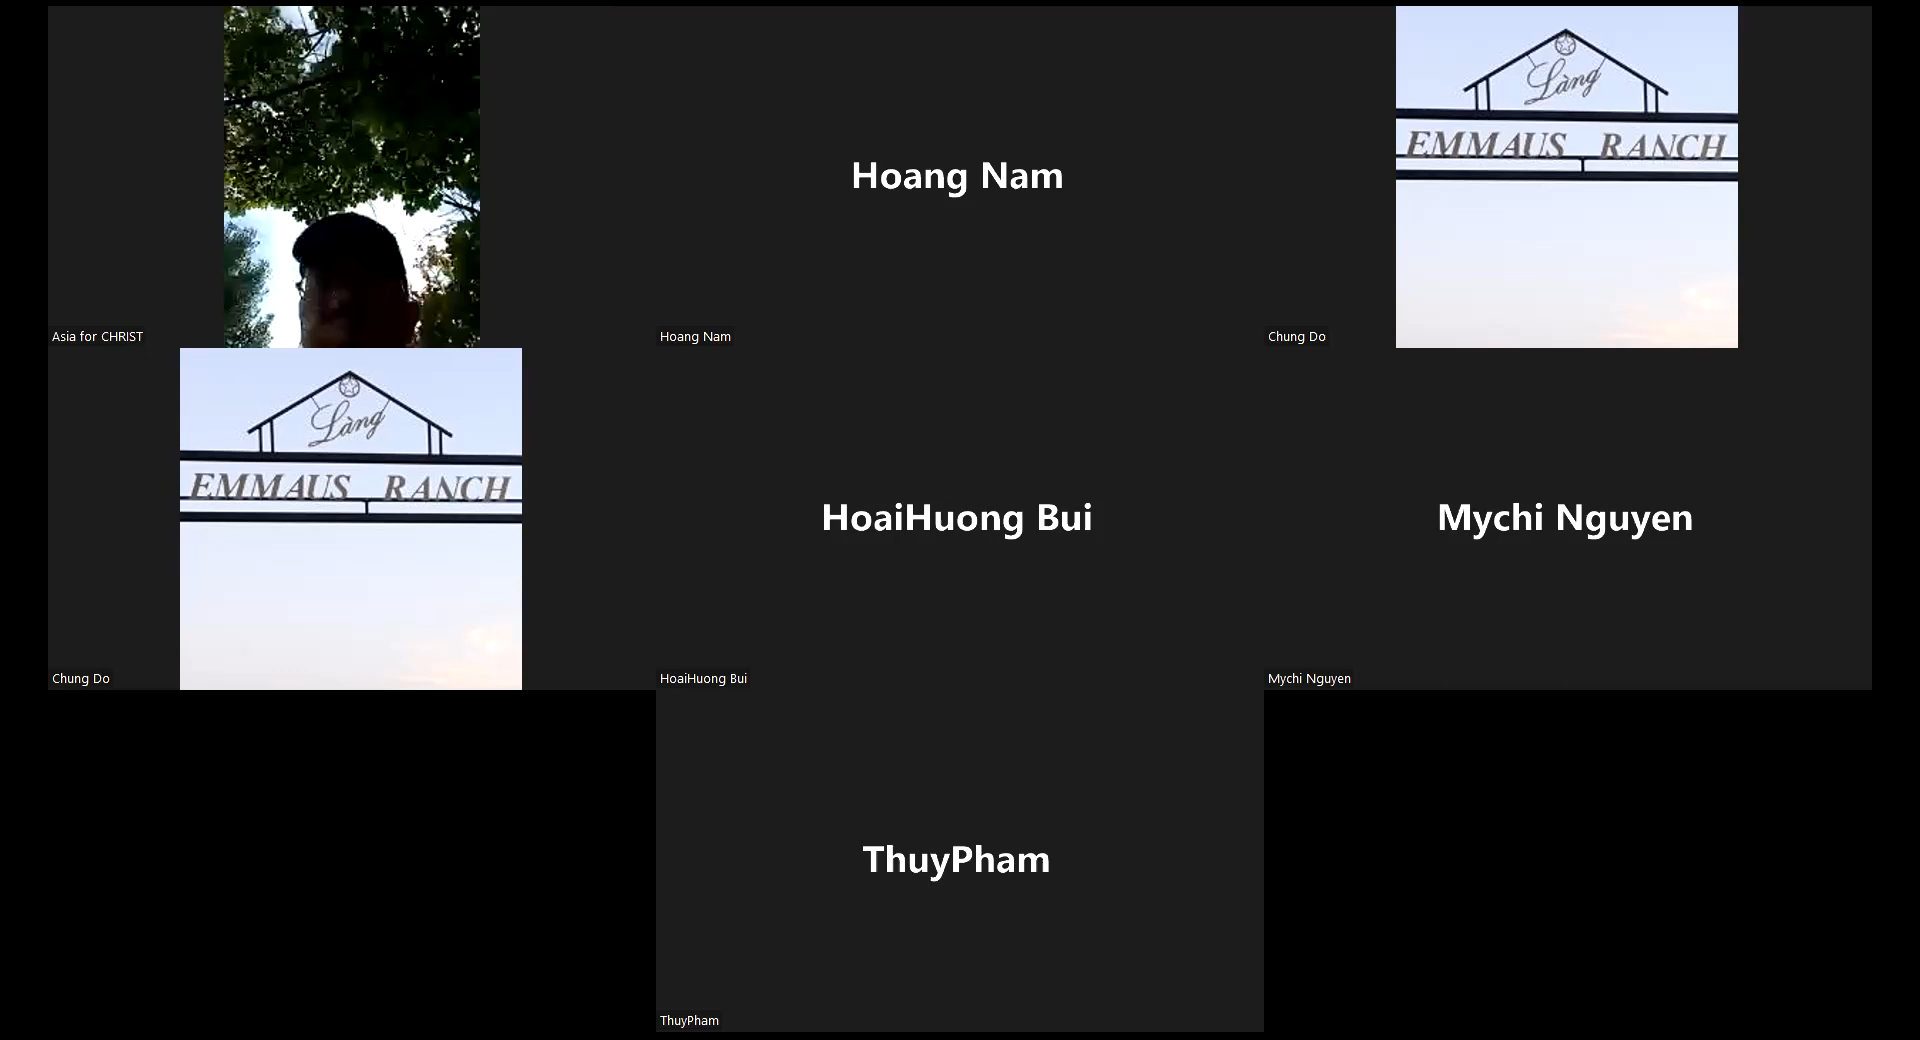 Hoang Nam
Làng
EMMAUS RANCH
Asia for CHRIST
Hoang Nam
Chung Do
Làng
EMMAUS RANCH
HoaiHuong Bui
Mychi Nguyen
Chung Do
HoaiHuong Bui
Mychi Nguyen
ThuyPham
ThuyPham